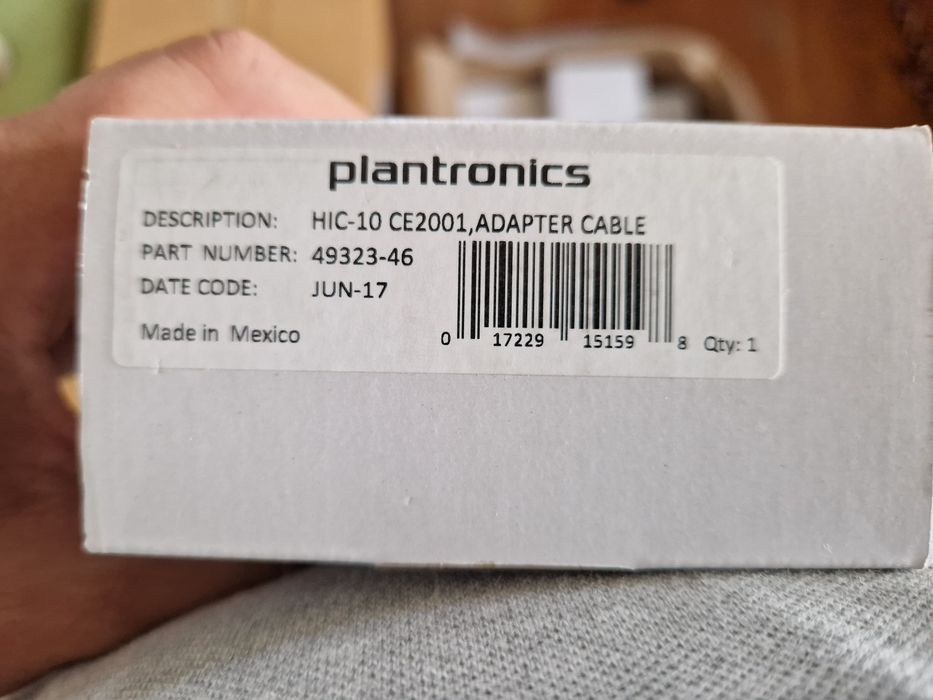 plantronics
DESCRIPTION: HIC-10 CE2001,ADAPTER CABLE
PART NUMBER: 49323-46
DATE CODE: JUN-17
Made in Mexico
0 17229 15159 8 Qty: 1